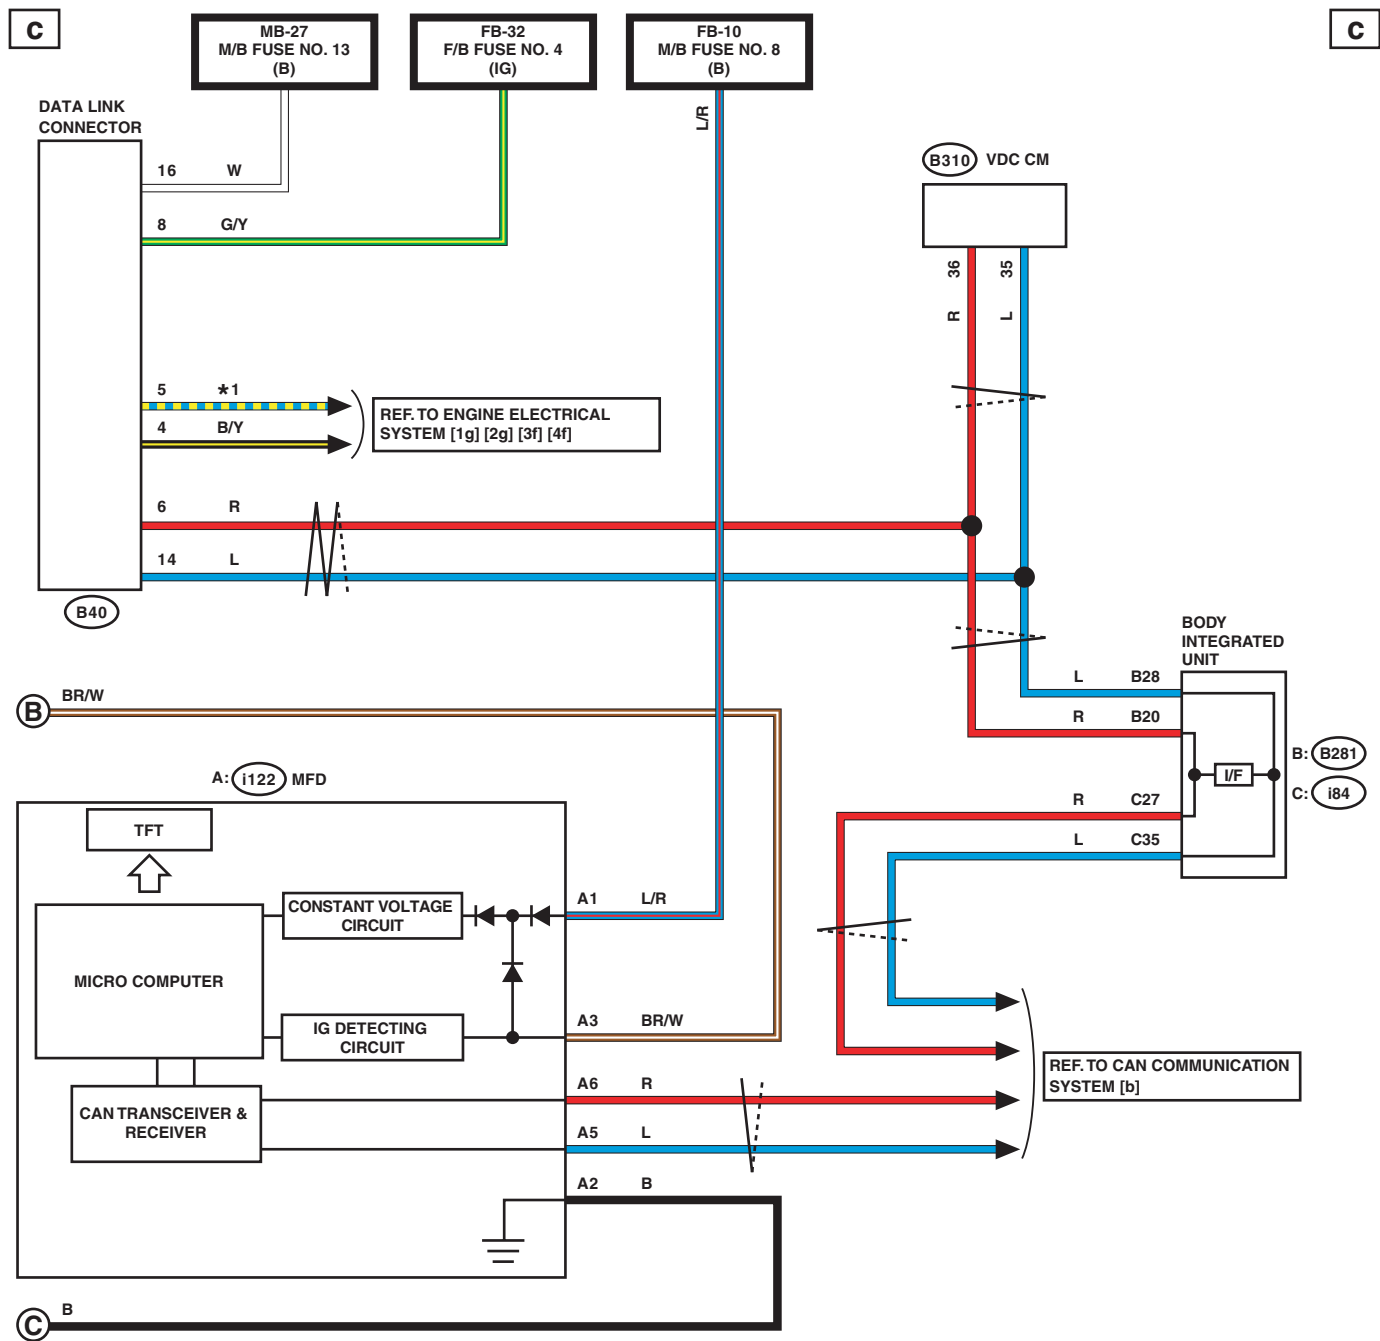 c
c
MB-27
M/B FUSE NO. 13
(B)
FB-32
F/B FUSE NO. 4
(IG)
FB-10
M/B FUSE NO. 8
(B)
DATA LINK
CONNECTOR
L/R
16 W
8 G/Y
B310 VDC CM
36 35
R L
5 *1
4 B/Y
REF. TO ENGINE ELECTRICAL
SYSTEM [1g] [2g] [3f] [4f]
6 R
14 L
B40
BODY
INTEGRATED
UNIT
L B28
R B20
B: B281
I/F
C: i84
R C27
L C35
B BR/W
A: i122 MFD
TFT
CONSTANT VOLTAGE
CIRCUIT
A1 L/R
MICRO COMPUTER
IG DETECTING
CIRCUIT
A3 BR/W
A6 R
CAN TRANSCEIVER &
RECEIVER
A5 L
REF. TO CAN COMMUNICATION
SYSTEM [b]
A2 B
C B